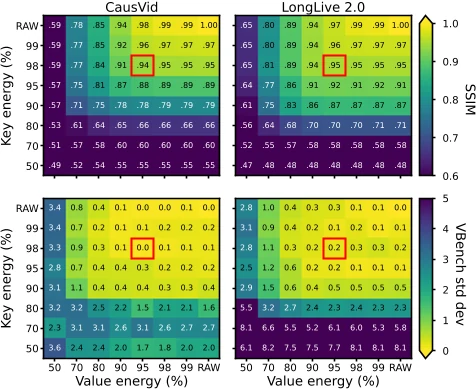 CausVid LongLive 2.0
RAW .59 .78 .85 .94 .98 .99 .99 1.00 .65 .80 .89 .94 .97 .99 .99 1.00 1.0
99 .59 .77 .85 .92 .96 .97 .97 .97 .65 .80 .89 .94 .96 .97 .97 .97
98 .59 .77 .84 .91 .94 .95 .95 .95 .65 .78 .89 .94 .95 .95 .95 .95 0.9
95 .57 .75 .81 .87 .88 .89 .89 .89 .64 .77 .86 .90 .91 .92 .92 .92
90 .57 .71 .75 .78 .78 .79 .79 .79 .61 .75 .83 .86 .87 .87 .87 .87 0.8
80 .53 .61 .64 .65 .66 .66 .66 .66 .56 .64 .68 .70 .70 .70 .71 .71 0.7
70 .51 .57 .58 .60 .60 .60 .60 .60 .52 .57 .57 .58 .58 .58 .58 .58
50 .49 .52 .54 .55 .55 .55 .55 .55 .47 .48 .48 .48 .48 .48 .48 .48 0.6
Key energy (%)
SSIM
RAW 3.4 0.8 0.4 0.1 0.0 0.0 0.1 0.0 2.8 1.0 0.4 0.3 0.3 0.1 0.1 0.0 5
99 3.4 0.7 0.2 0.1 0.1 0.2 0.2 0.2 3.1 0.9 0.4 0.2 0.2 0.2 0.1 0.1
98 3.3 0.9 0.3 0.1 0.0 0.1 0.1 0.1 2.8 1.1 0.3 0.2 0.2 0.2 0.3 0.1 4
95 2.8 0.7 0.4 0.4 0.3 0.2 0.2 0.2 2.5 1.2 0.6 0.2 0.1 0.2 0.2 0.2 3
90 3.1 1.1 0.4 0.4 0.4 0.3 0.4 0.4 2.9 1.5 0.6 0.3 0.4 0.5 0.4 0.5
80 3.2 3.2 2.5 2.2 1.5 2.1 2.1 1.6 5.5 3.2 2.7 2.4 2.3 2.4 2.3 2.3 2
70 2.3 3.1 3.1 2.6 3.1 2.6 2.7 2.7 8.1 6.6 5.5 5.2 6.1 6.0 5.3 5.8 1
50 3.6 2.4 2.4 2.0 1.7 1.8 2.0 2.0 6.1 8.2 7.5 7.5 7.7 8.1 8.1 8.1 0
Key energy (%)
VBench std dev
50 70 80 90 95 98 99 RAW 50 70 80 90 95 98 99 RAW
Value energy (%) Value energy (%)